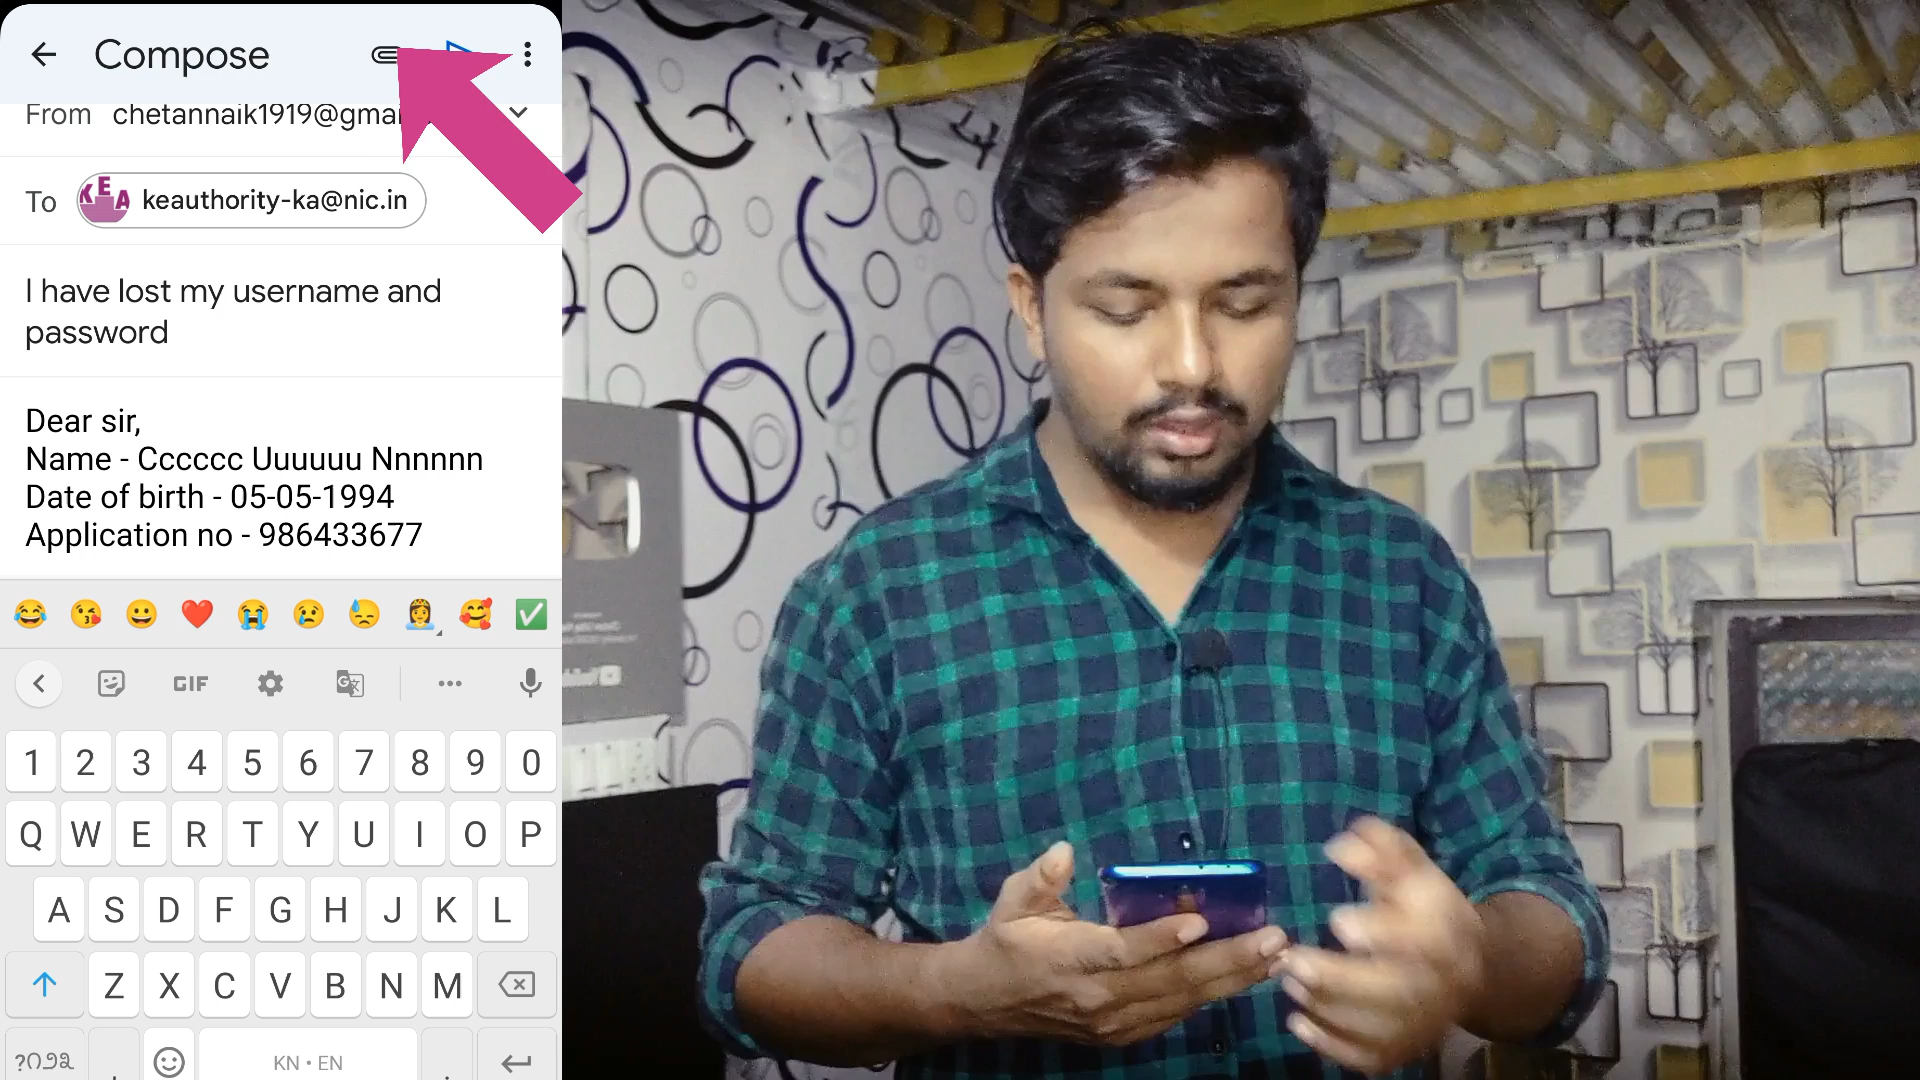 Compose
From chetannaik1919@gmai
To KEA keauthority-ka@nic.in
I have lost my username and
password
Dear sir,
Name - Cccccc Uuuuuu Nnnnnn
Date of birth - 05-05-1994
Application no - 986433677
GIF
1 2 3 4 5 6 7 8 9 0
Q W E R T Y U I O P
A S D F G H J K L
Z X C V B N M
?೧೨೩ , KN • EN .